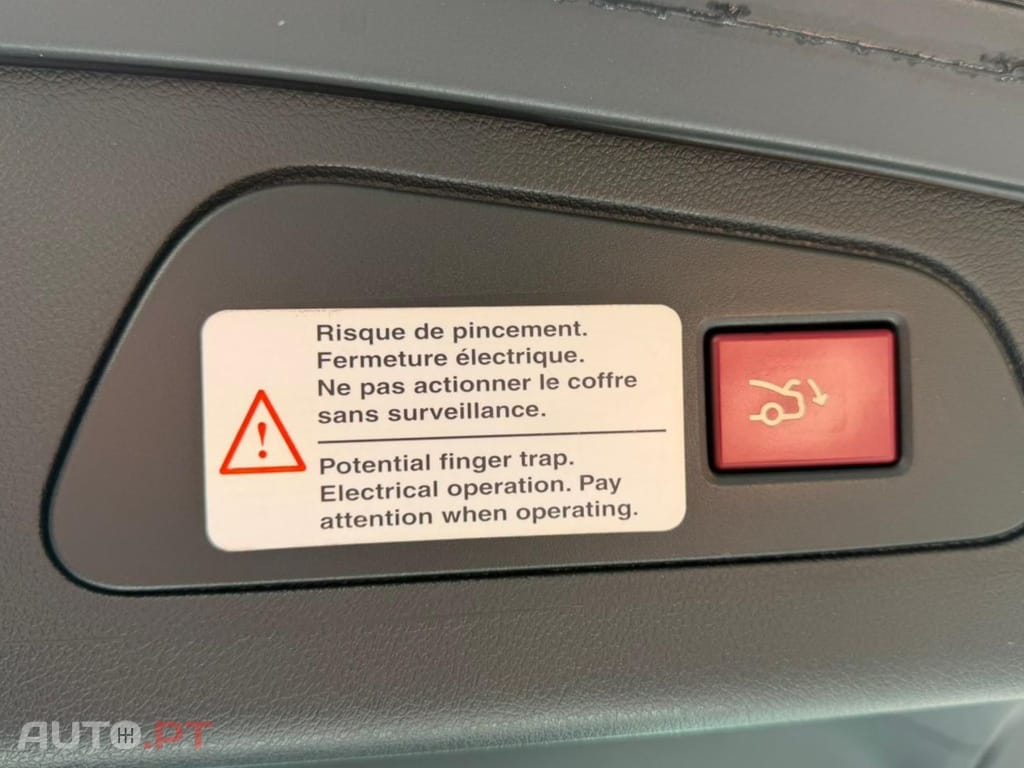 Risque de pincement.
Fermeture électrique.
Ne pas actionner le coffre
sans surveillance.
Potential finger trap.
Electrical operation. Pay
attention when operating.
AUTO.PT